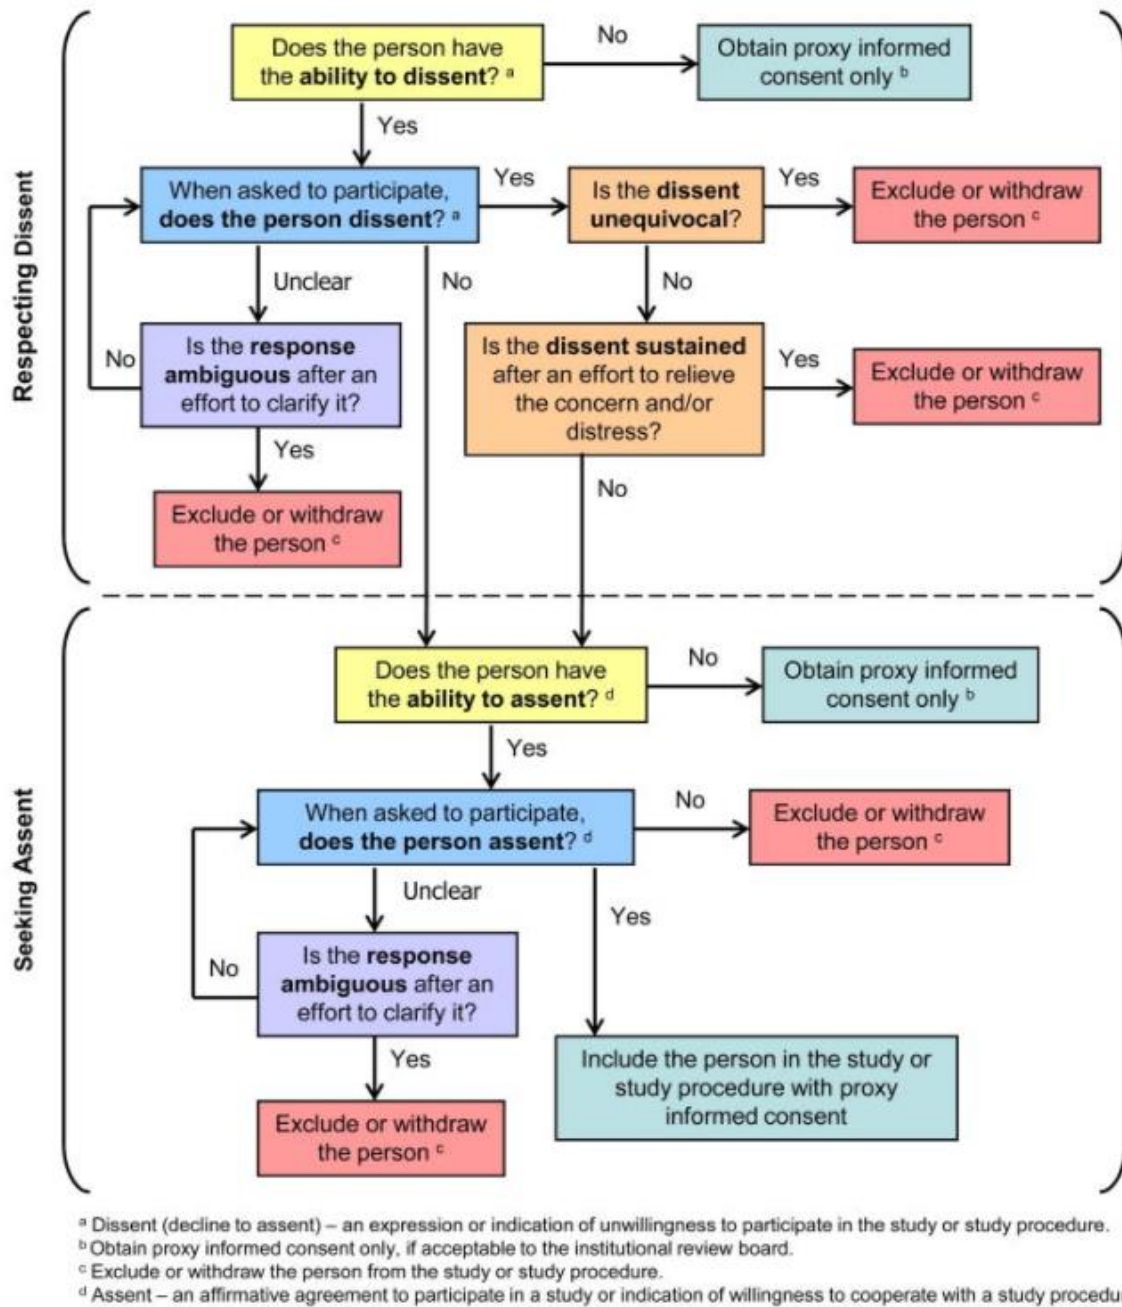 Respecting Dissent
Does the person have
the ability to dissent? ᵃ
No
Obtain proxy informed
consent only ᵇ
Yes
When asked to participate,
does the person dissent? ᵃ
Yes
Is the dissent
unequivocal?
Yes
Exclude or withdraw
the person ᶜ
Unclear
No
No
Is the response
ambiguous after an
effort to clarify it?
No
Is the dissent sustained
after an effort to relieve
the concern and/or
distress?
Yes
Exclude or withdraw
the person ᶜ
Yes
No
Exclude or withdraw
the person ᶜ
Seeking Assent
Does the person have
the ability to assent? ᵈ
No
Obtain proxy informed
consent only ᵇ
Yes
When asked to participate,
does the person assent? ᵈ
No
Exclude or withdraw
the person ᶜ
Unclear
Yes
Is the response
ambiguous after an
effort to clarify it?
No
Yes
Include the person in the study or
study procedure with proxy
informed consent
Exclude or withdraw
the person ᶜ
ᵃ Dissent (decline to assent) – an expression or indication of unwillingness to participate in the study or study procedure.
ᵇ Obtain proxy informed consent only, if acceptable to the institutional review board.
ᶜ Exclude or withdraw the person from the study or study procedure.
ᵈ Assent – an affirmative agreement to participate in a study or indication of willingness to cooperate with a study